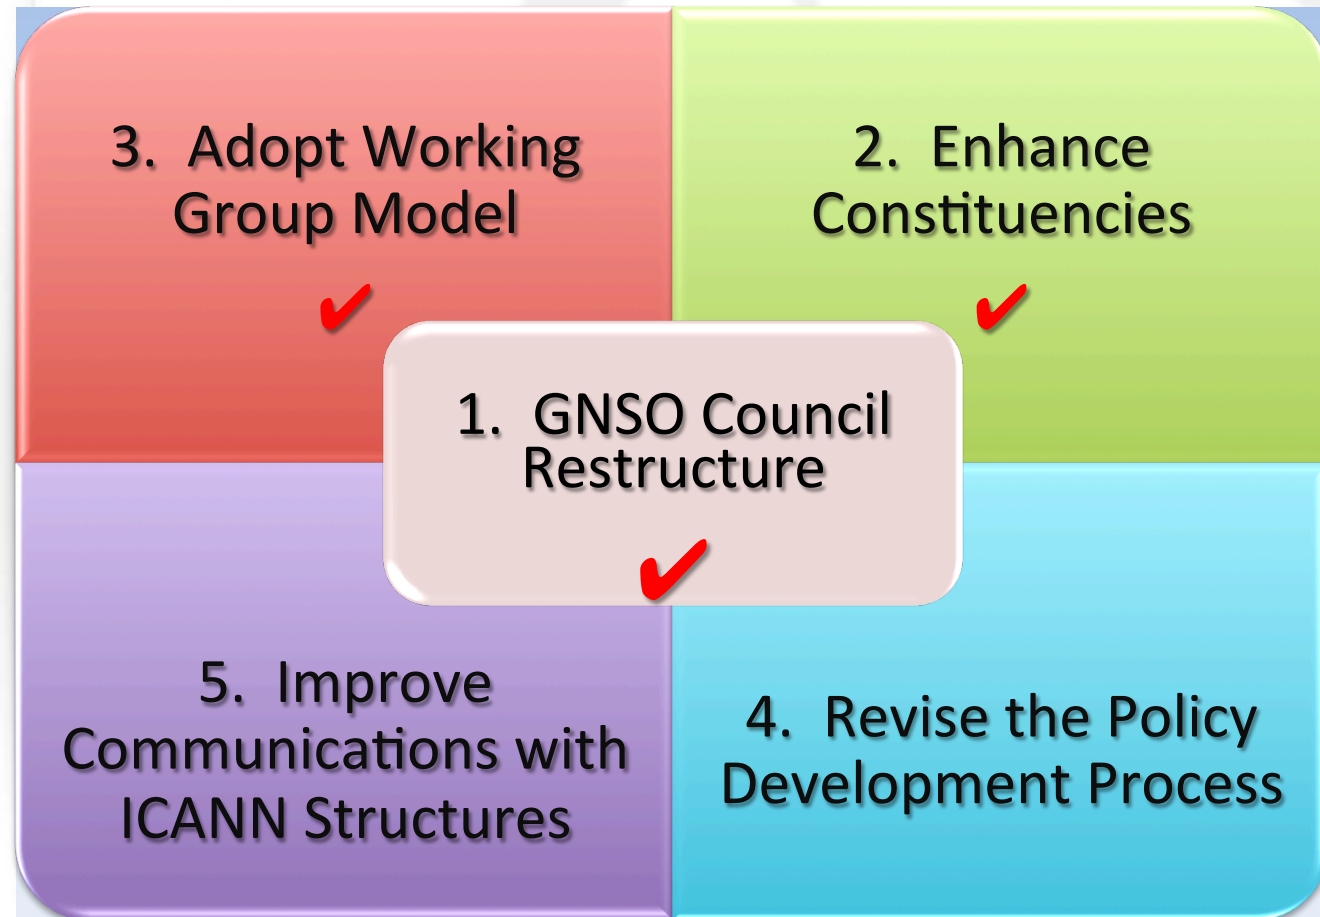 3. Adopt Working
Group Model
✔
2. Enhance
Constituencies
✔
1. GNSO Council
Restructure
✔
5. Improve
Communications with
ICANN Structures
4. Revise the Policy
Development Process